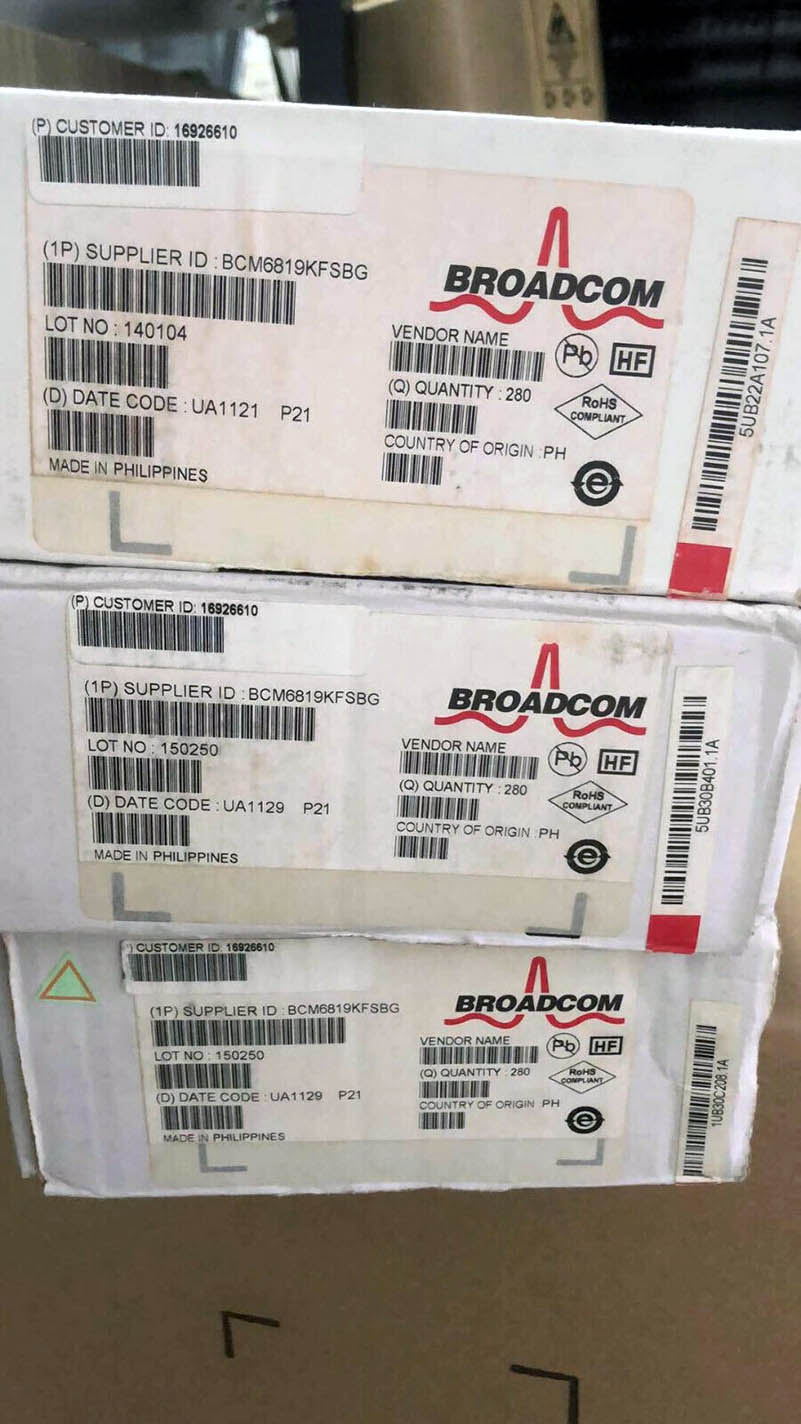 (P) CUSTOMER ID: 16926610
(1P) SUPPLIER ID : BCM6819KFSBG
LOT NO : 140104
(D) DATE CODE : UA1121 P21
MADE IN PHILIPPINES
BROADCOM
VENDOR NAME
Pb
HF
(Q) QUANTITY : 280
RoHS
COMPLIANT
COUNTRY OF ORIGIN : PH
e
5UB22A107.1A
(P) CUSTOMER ID: 16926610
(1P) SUPPLIER ID : BCM6819KFSBG
LOT NO : 150250
(D) DATE CODE : UA1129 P21
MADE IN PHILIPPINES
BROADCOM
VENDOR NAME
Pb
HF
(Q) QUANTITY : 280
RoHS
COMPLIANT
COUNTRY OF ORIGIN : PH
e
5UB30B401.1A
) CUSTOMER ID: 16926610
(1P) SUPPLIER ID : BCM6819KFSBG
LOT NO : 150250
(D) DATE CODE : UA1129 P21
MADE IN PHILIPPINES
BROADCOM
VENDOR NAME
Pb
HF
(Q) QUANTITY : 280
RoHS
COMPLIANT
COUNTRY OF ORIGIN PH
e
1UB30C208.1A